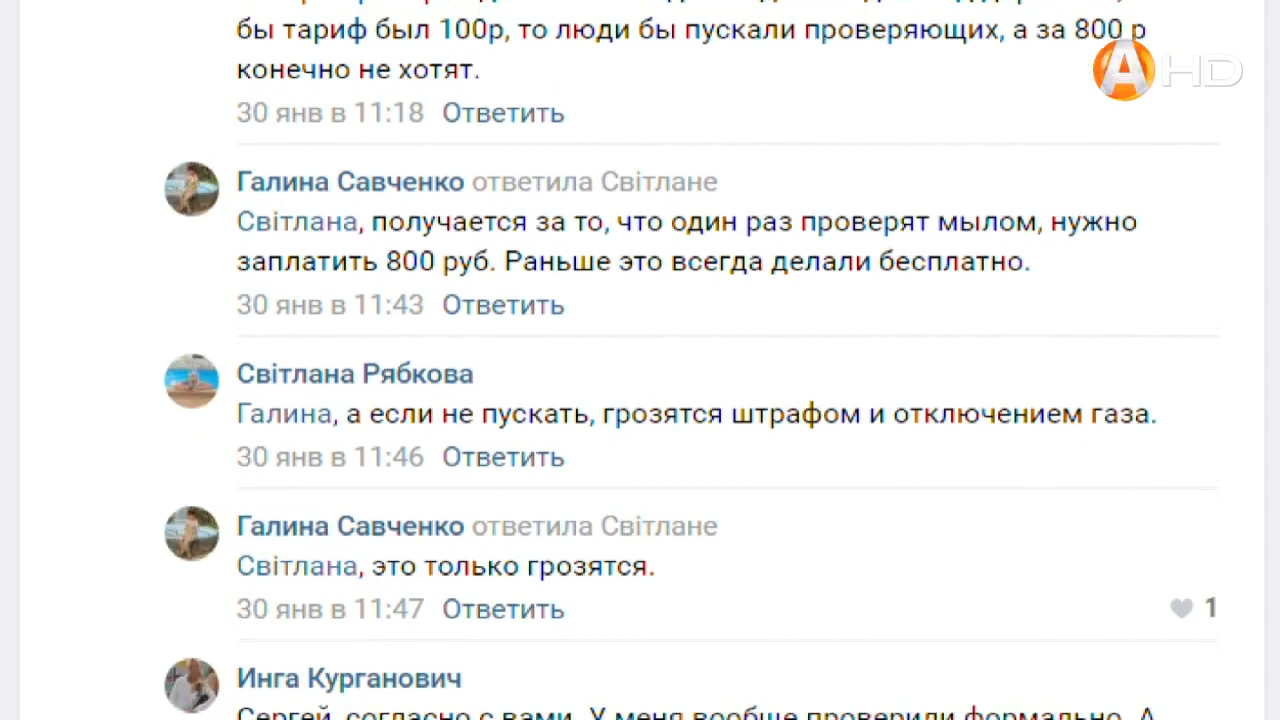 бы тариф был 100р, то люди бы пускали проверяющих, а за 800 р
конечно не хотят.
30 янв в 11:18 Ответить
A HD
Галина Савченко ответила Світлане
Світлана, получается за то, что один раз проверят мылом, нужно
заплатить 800 руб. Раньше это всегда делали бесплатно.
30 янв в 11:43 Ответить
Світлана Рябкова
Галина, а если не пускать, грозятся штрафом и отключением газа.
30 янв в 11:46 Ответить
Галина Савченко ответила Світлане
Світлана, это только грозятся.
30 янв в 11:47 Ответить
1
Инга Курганович
Сергей, согласно с вами. У меня вообще проверили формально. А